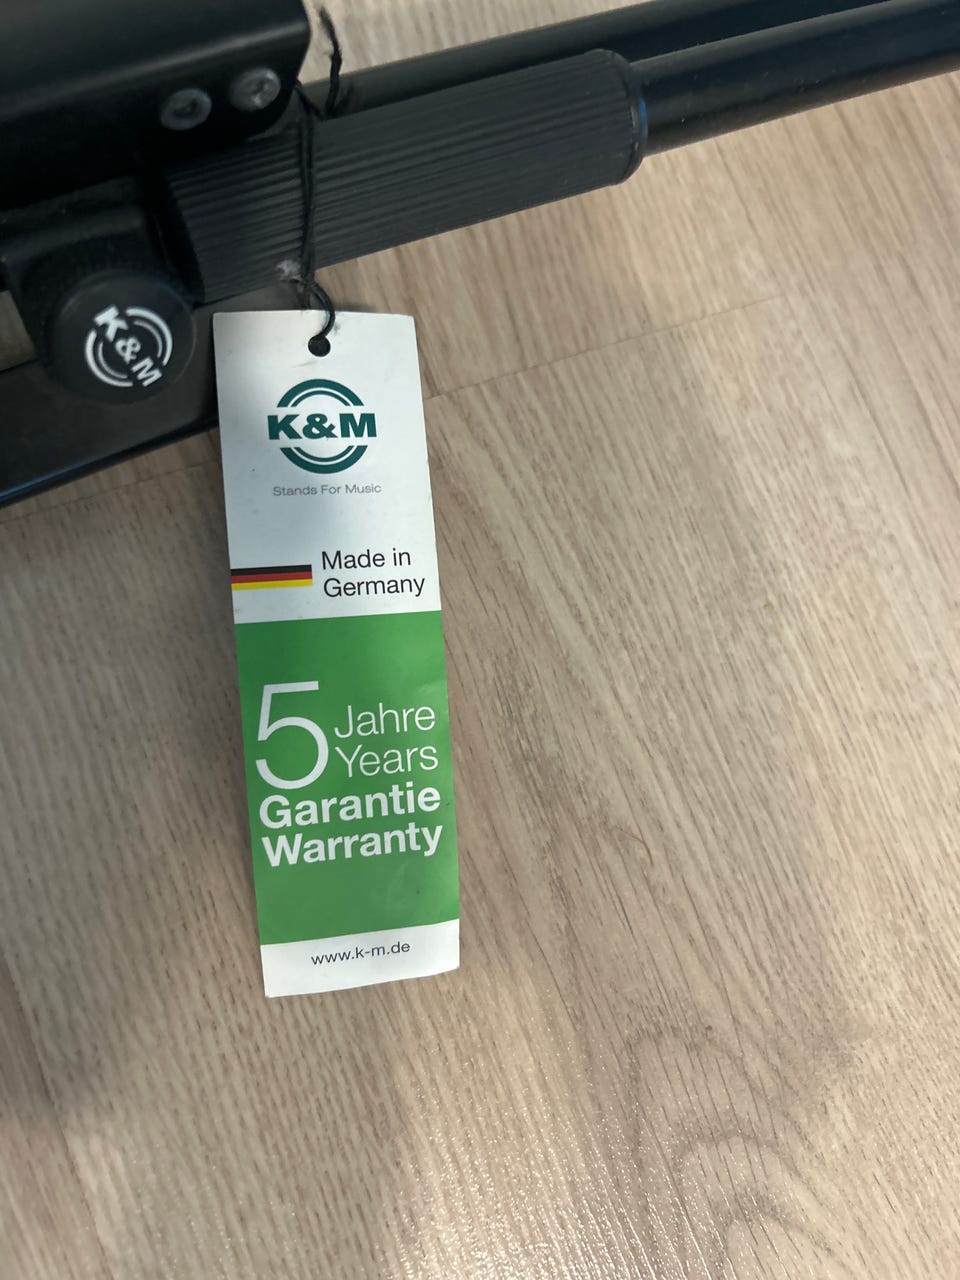 K&M
K&M
Stands For Music
Made in
Germany
5 Jahre
Years
Garantie
Warranty
www.k-m.de